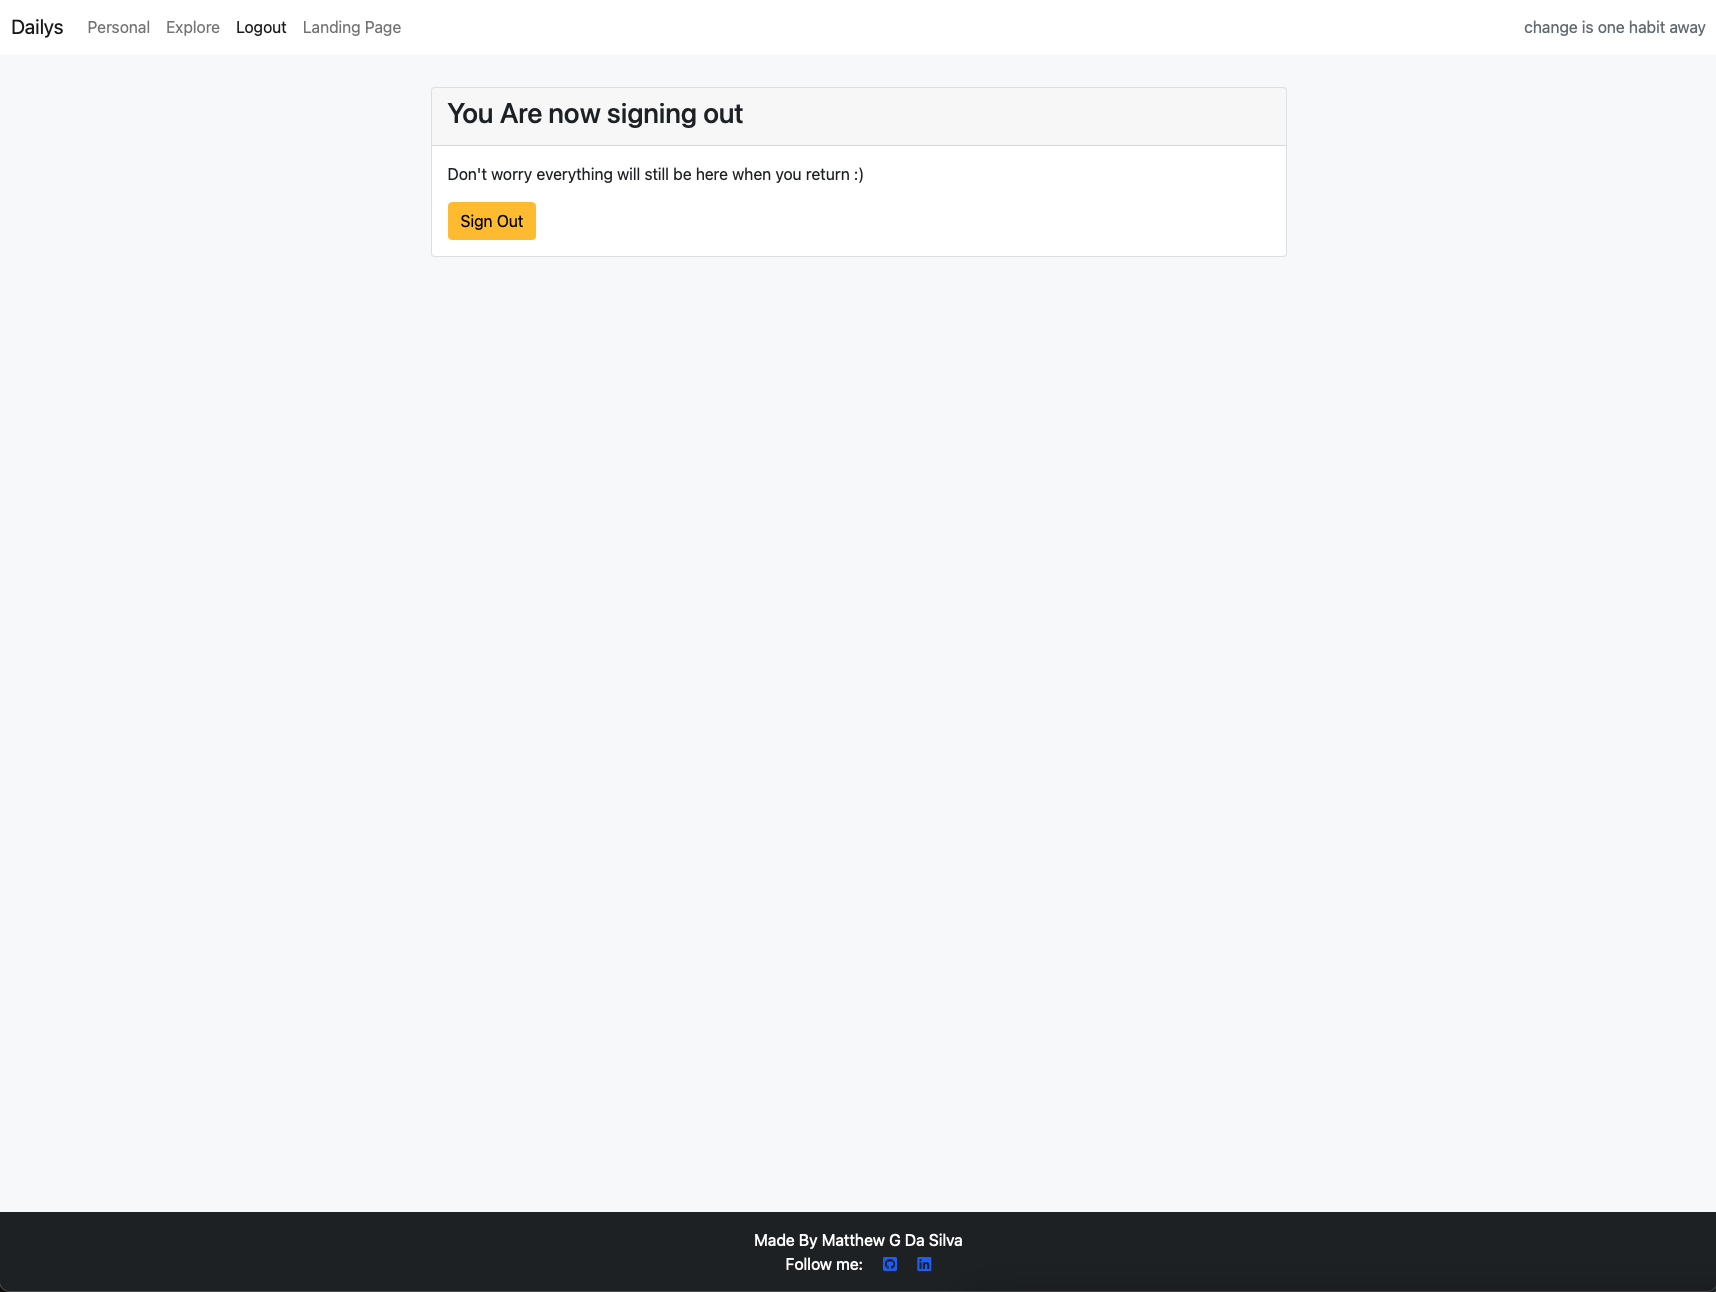 Dailys Personal Explore Logout Landing Page change is one habit away
You Are now signing out
Don't worry everything will still be here when you return :)
Sign Out
Made By Matthew G Da Silva
Follow me: